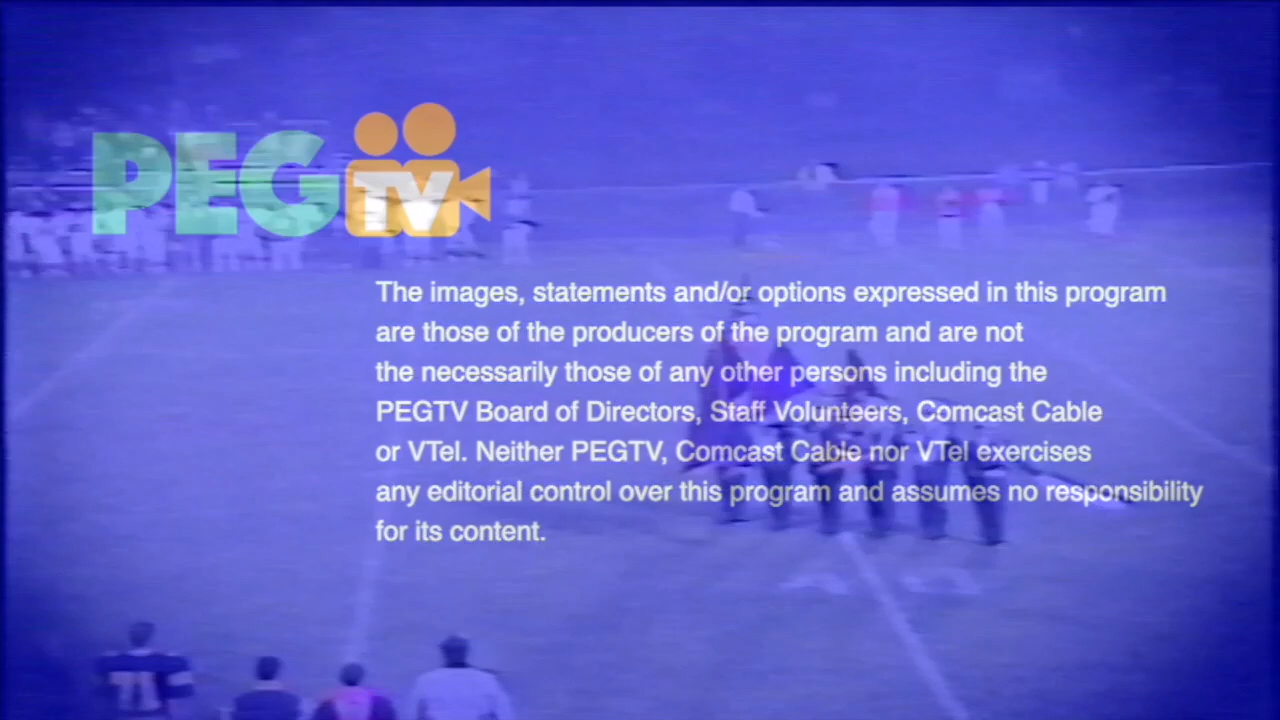 PEGTV
The images, statements and/or options expressed in this program
are those of the producers of the program and are not
the necessarily those of any other persons including the
PEGTV Board of Directors, Staff Volunteers, Comcast Cable
or VTel. Neither PEGTV, Comcast Cable nor VTel exercises
any editorial control over this program and assumes no responsibility
for its content.
71